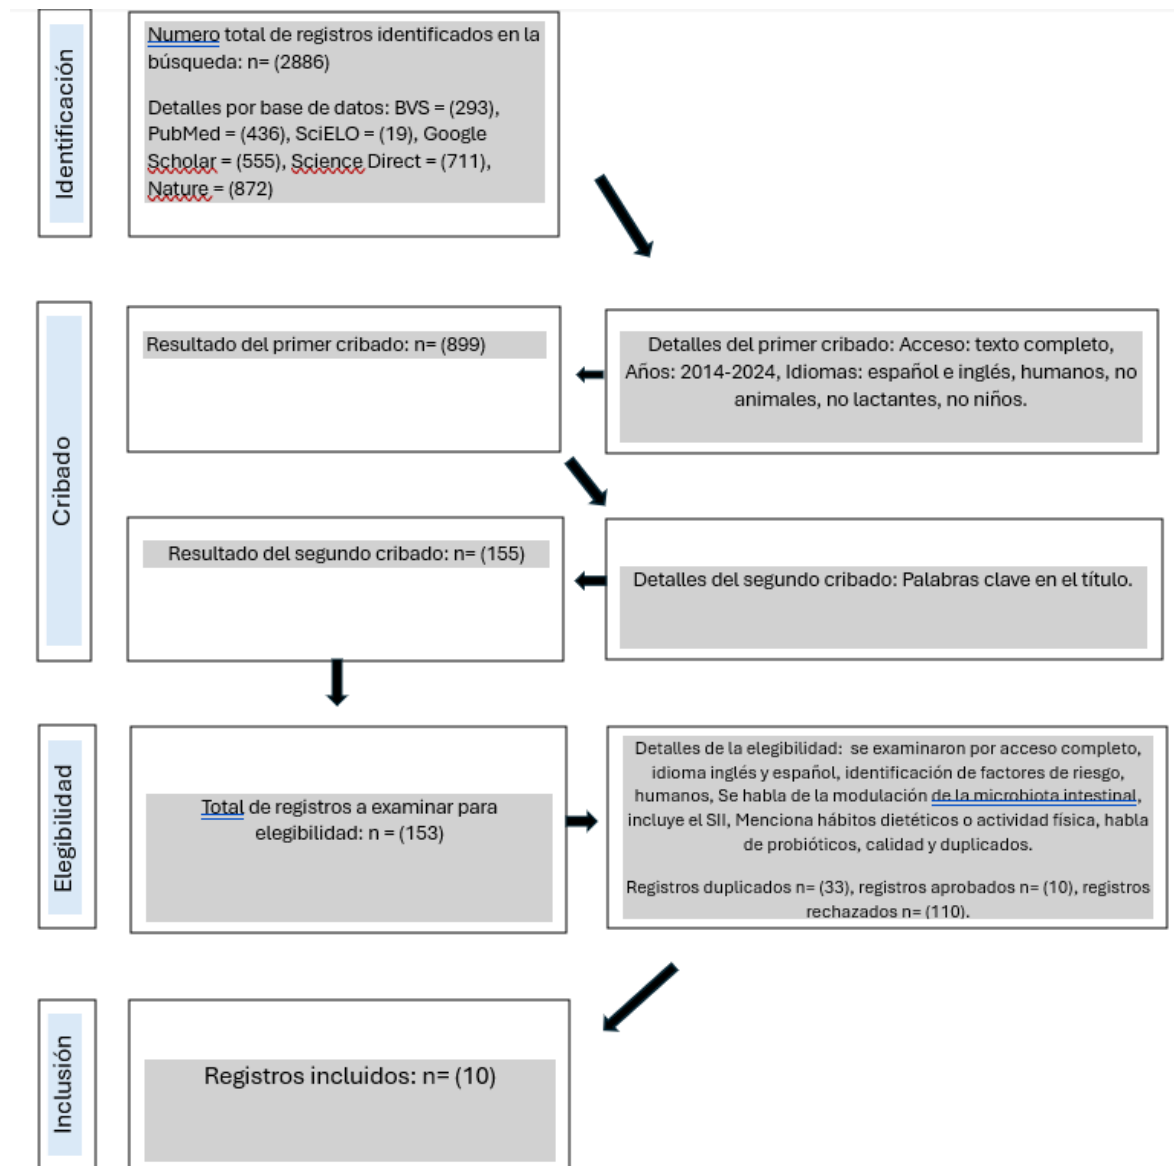 Identificación
Numero total de registros identificados en la
búsqueda: n= (2886)
Detalles por base de datos: BVS = (293),
PubMed = (436), SciELO = (19), Google
Scholar = (555), Science Direct = (711),
Nature = (872)
Cribado
Resultado del primer cribado: n= (899)
Detalles del primer cribado: Acceso: texto completo,
Años: 2014-2024, Idiomas: español e inglés, humanos, no
animales, no lactantes, no niños.
Resultado del segundo cribado: n= (155)
Detalles del segundo cribado: Palabras clave en el título.
Elegibilidad
Total de registros a examinar para
elegibilidad: n = (153)
Detalles de la elegibilidad: se examinaron por acceso completo,
idioma inglés y español, identificación de factores de riesgo,
humanos, Se habla de la modulación de la microbiota intestinal,
incluye el SII, Menciona hábitos dietéticos o actividad física, habla
de probióticos, calidad y duplicados.
Registros duplicados n= (33), registros aprobados n= (10), registros
rechazados n= (110).
Inclusión
Registros incluidos: n= (10)